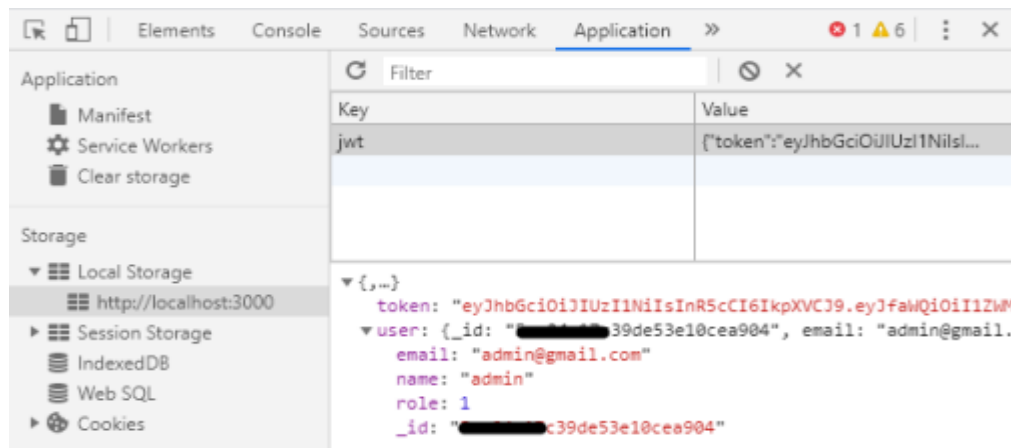 Elements Console Sources Network Application » 1 6
Application
Manifest
Service Workers
Clear storage
Storage
Local Storage
http://localhost:3000
Session Storage
IndexedDB
Web SQL
Cookies
Filter
Key Value
jwt {"token":"eyJhbGciOiJIUzI1NiIsI...
{,…}
token: "eyJhbGciOiJIUzI1NiIsInR5cCI6IkpXVCJ9.eyJfaWQiOiI1ZWM
user: {_id: " 39de53e10cea904", email: "admin@gmail.
email: "admin@gmail.com"
name: "admin"
role: 1
_id: " c39de53e10cea904"